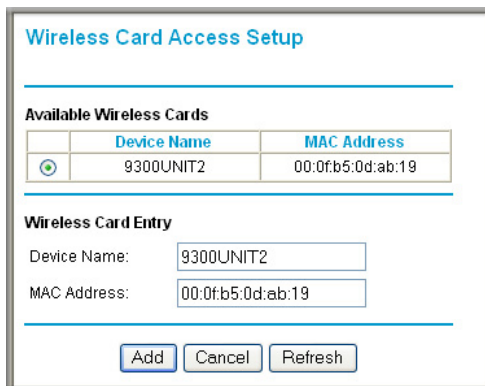 Wireless Card Access Setup
Available Wireless Cards
Device Name MAC Address
9300UNIT2 00:0f:b5:0d:ab:19
Wireless Card Entry
Device Name: 9300UNIT2
MAC Address: 00:0f:b5:0d:ab:19
Add Cancel Refresh